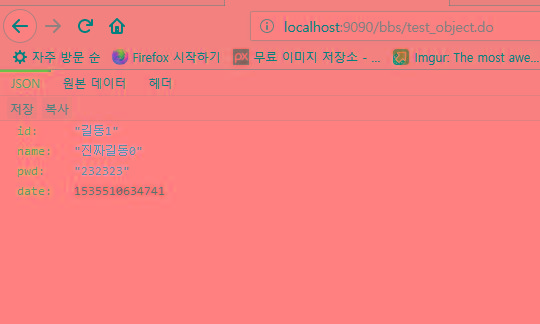 localhost:9090/bbs/test_object.do
자주 방문 순 Firefox 시작하기 px 무료 이미지 저장소 - ... Imgur: The most awe...
JSON 원본 데이터 헤더
저장 복사
id: "길동1"
name: "진짜길동0"
pwd: "232323"
date: 1535510634741